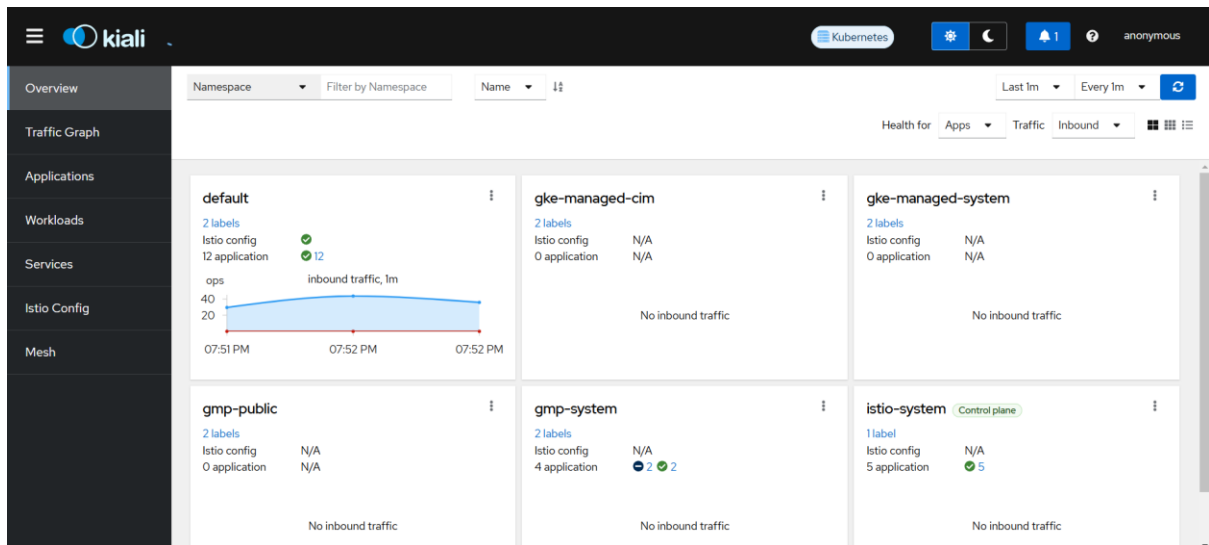 kiali
Kubernetes
1
anonymous
Overview
Traffic Graph
Applications
Workloads
Services
Istio Config
Mesh
Namespace Filter by Namespace Name Last 1m Every 1m
Health for Apps Traffic Inbound
default
2 labels
Istio config
12 application 12
ops inbound traffic, 1m
40
20
07:51 PM 07:52 PM 07:52 PM
gke-managed-cim
2 labels
Istio config N/A
0 application N/A
No inbound traffic
gke-managed-system
2 labels
Istio config N/A
0 application N/A
No inbound traffic
gmp-public
2 labels
Istio config N/A
0 application N/A
No inbound traffic
gmp-system
2 labels
Istio config N/A
4 application 2 2
No inbound traffic
istio-system Control plane
1 label
Istio config N/A
5 application 5
No inbound traffic